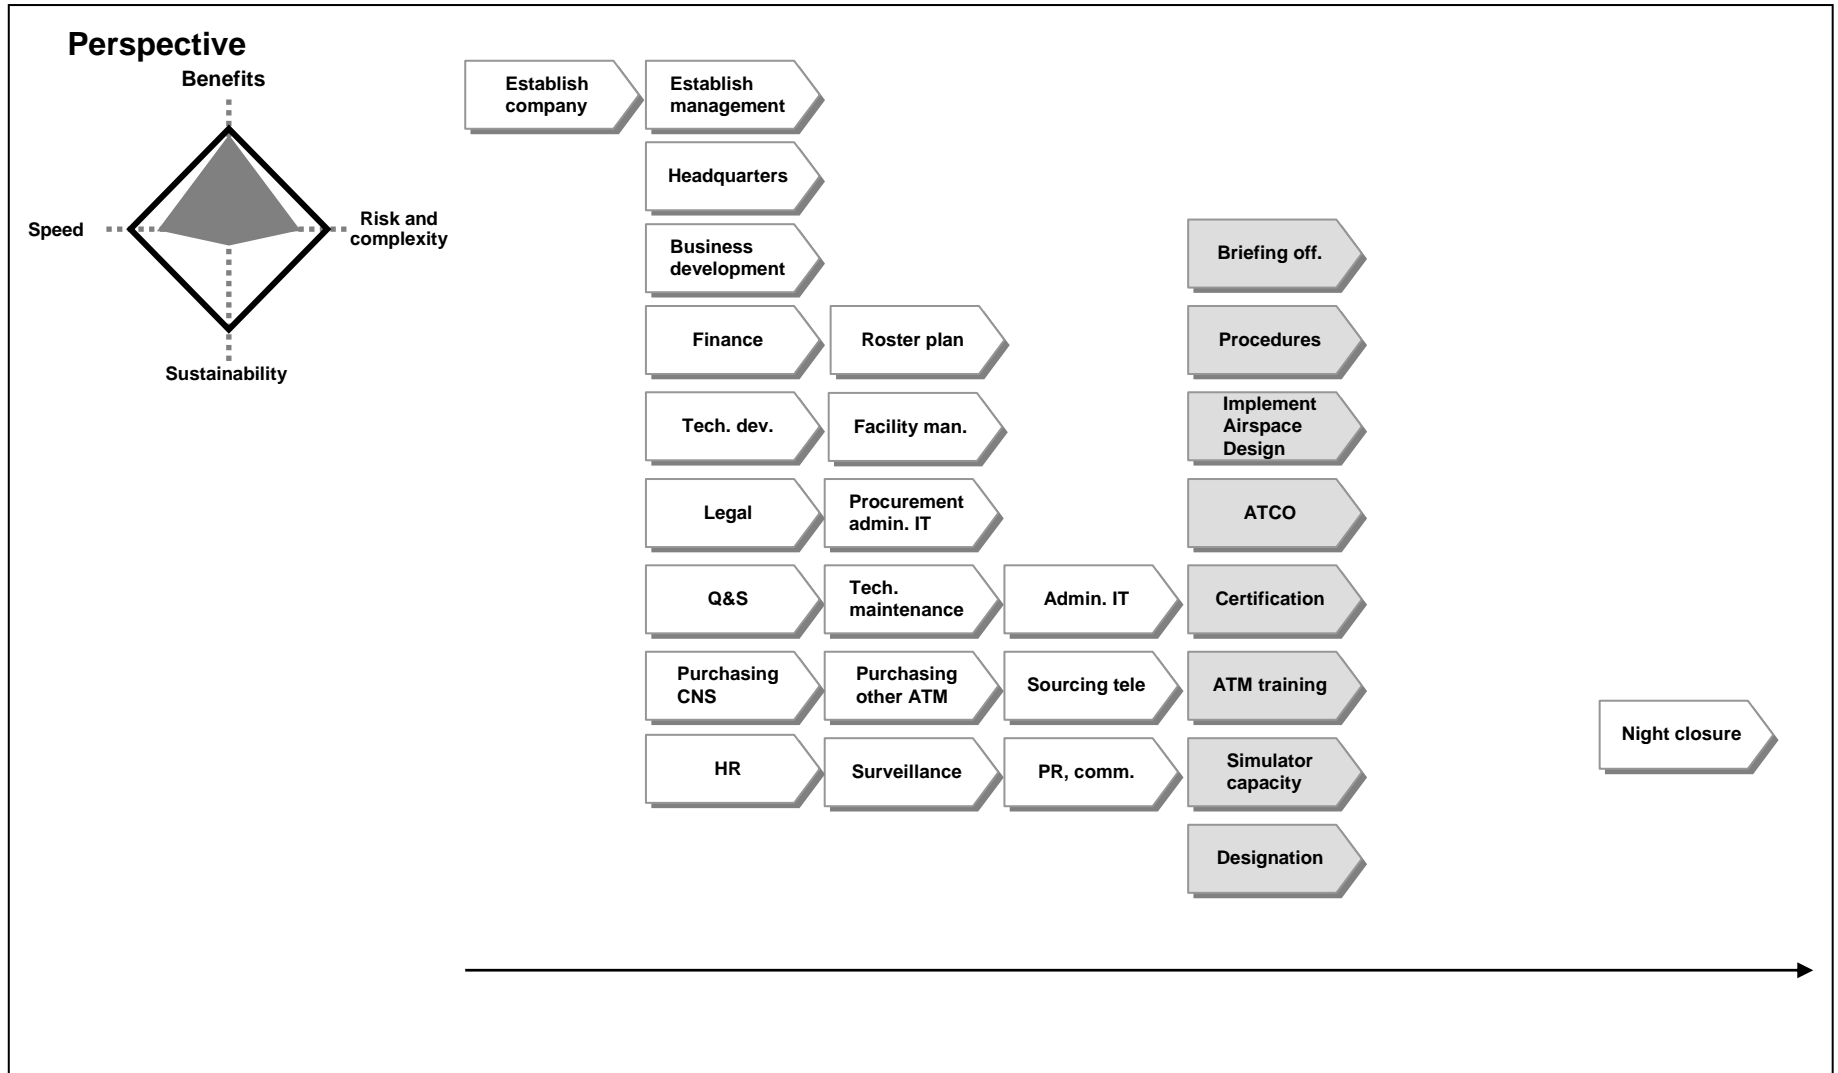 Perspective
Benefits
Speed
Risk and
complexity
Sustainability
Establish
company
Establish
management
Headquarters
Business
development
Briefing off.
Finance
Roster plan
Procedures
Tech. dev.
Facility man.
Implement
Airspace
Design
Legal
Procurement
admin. IT
ATCO
Q&S
Tech.
maintenance
Admin. IT
Certification
Purchasing
CNS
Purchasing
other ATM
Sourcing tele
ATM training
Night closure
HR
Surveillance
PR, comm.
Simulator
capacity
Designation